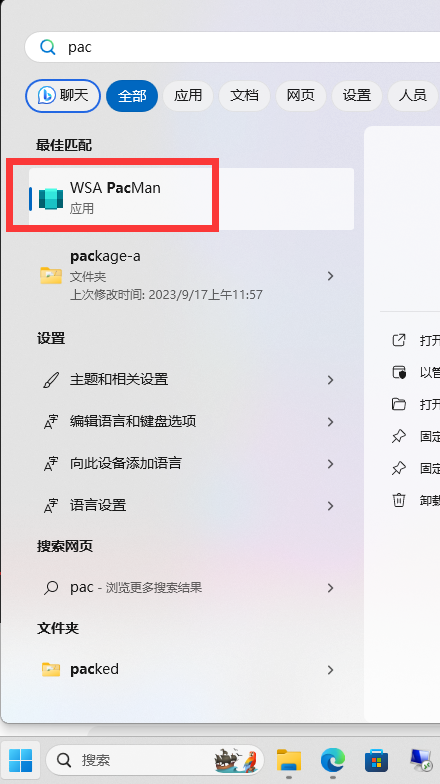 pac
聊天 全部 应用 文档 网页 设置 人员
最佳匹配
WSA PacMan
应用
package-a
文件夹
上次修改时间: 2023/9/17上午11:57
打开
以管
打开
固定
固定
卸载
设置
主题和相关设置
编辑语言和键盘选项
向此设备添加语言
语言设置
搜索网页
pac - 浏览更多搜索结果
文件夹
packed
搜索